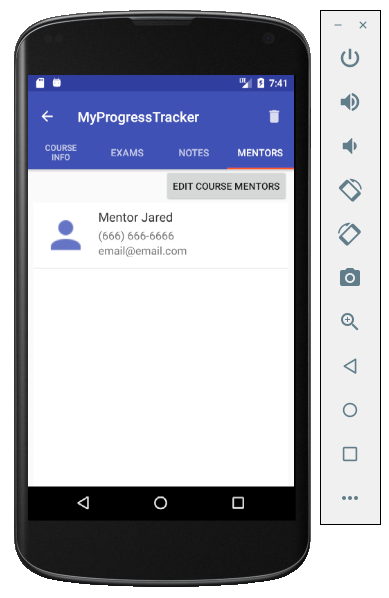 LTE 7:41
MyProgressTracker
COURSE
INFO
EXAMS
NOTES
MENTORS
EDIT COURSE MENTORS
Mentor Jared
(666) 666-6666
email@email.com